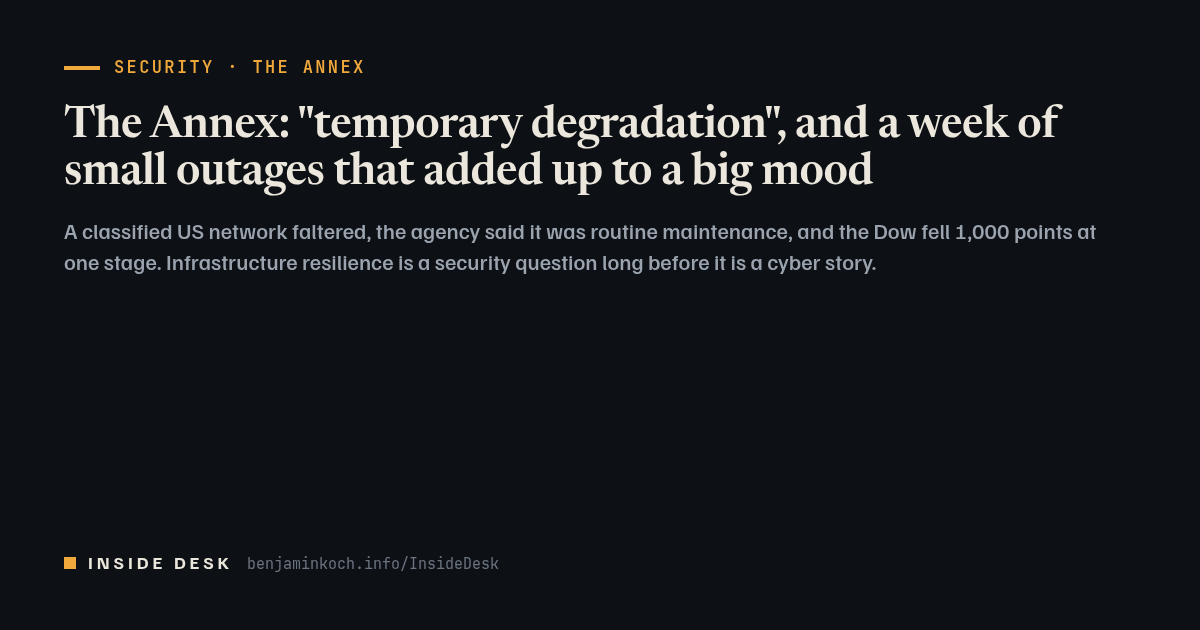 SECURITY · THE ANNEX
The Annex: "temporary degradation", and a week of
small outages that added up to a big mood
A classified US network faltered, the agency said it was routine maintenance, and the Dow fell 1,000 points at
one stage. Infrastructure resilience is a security question long before it is a cyber story.
INSIDE DESK benjaminkoch.info/InsideDesk